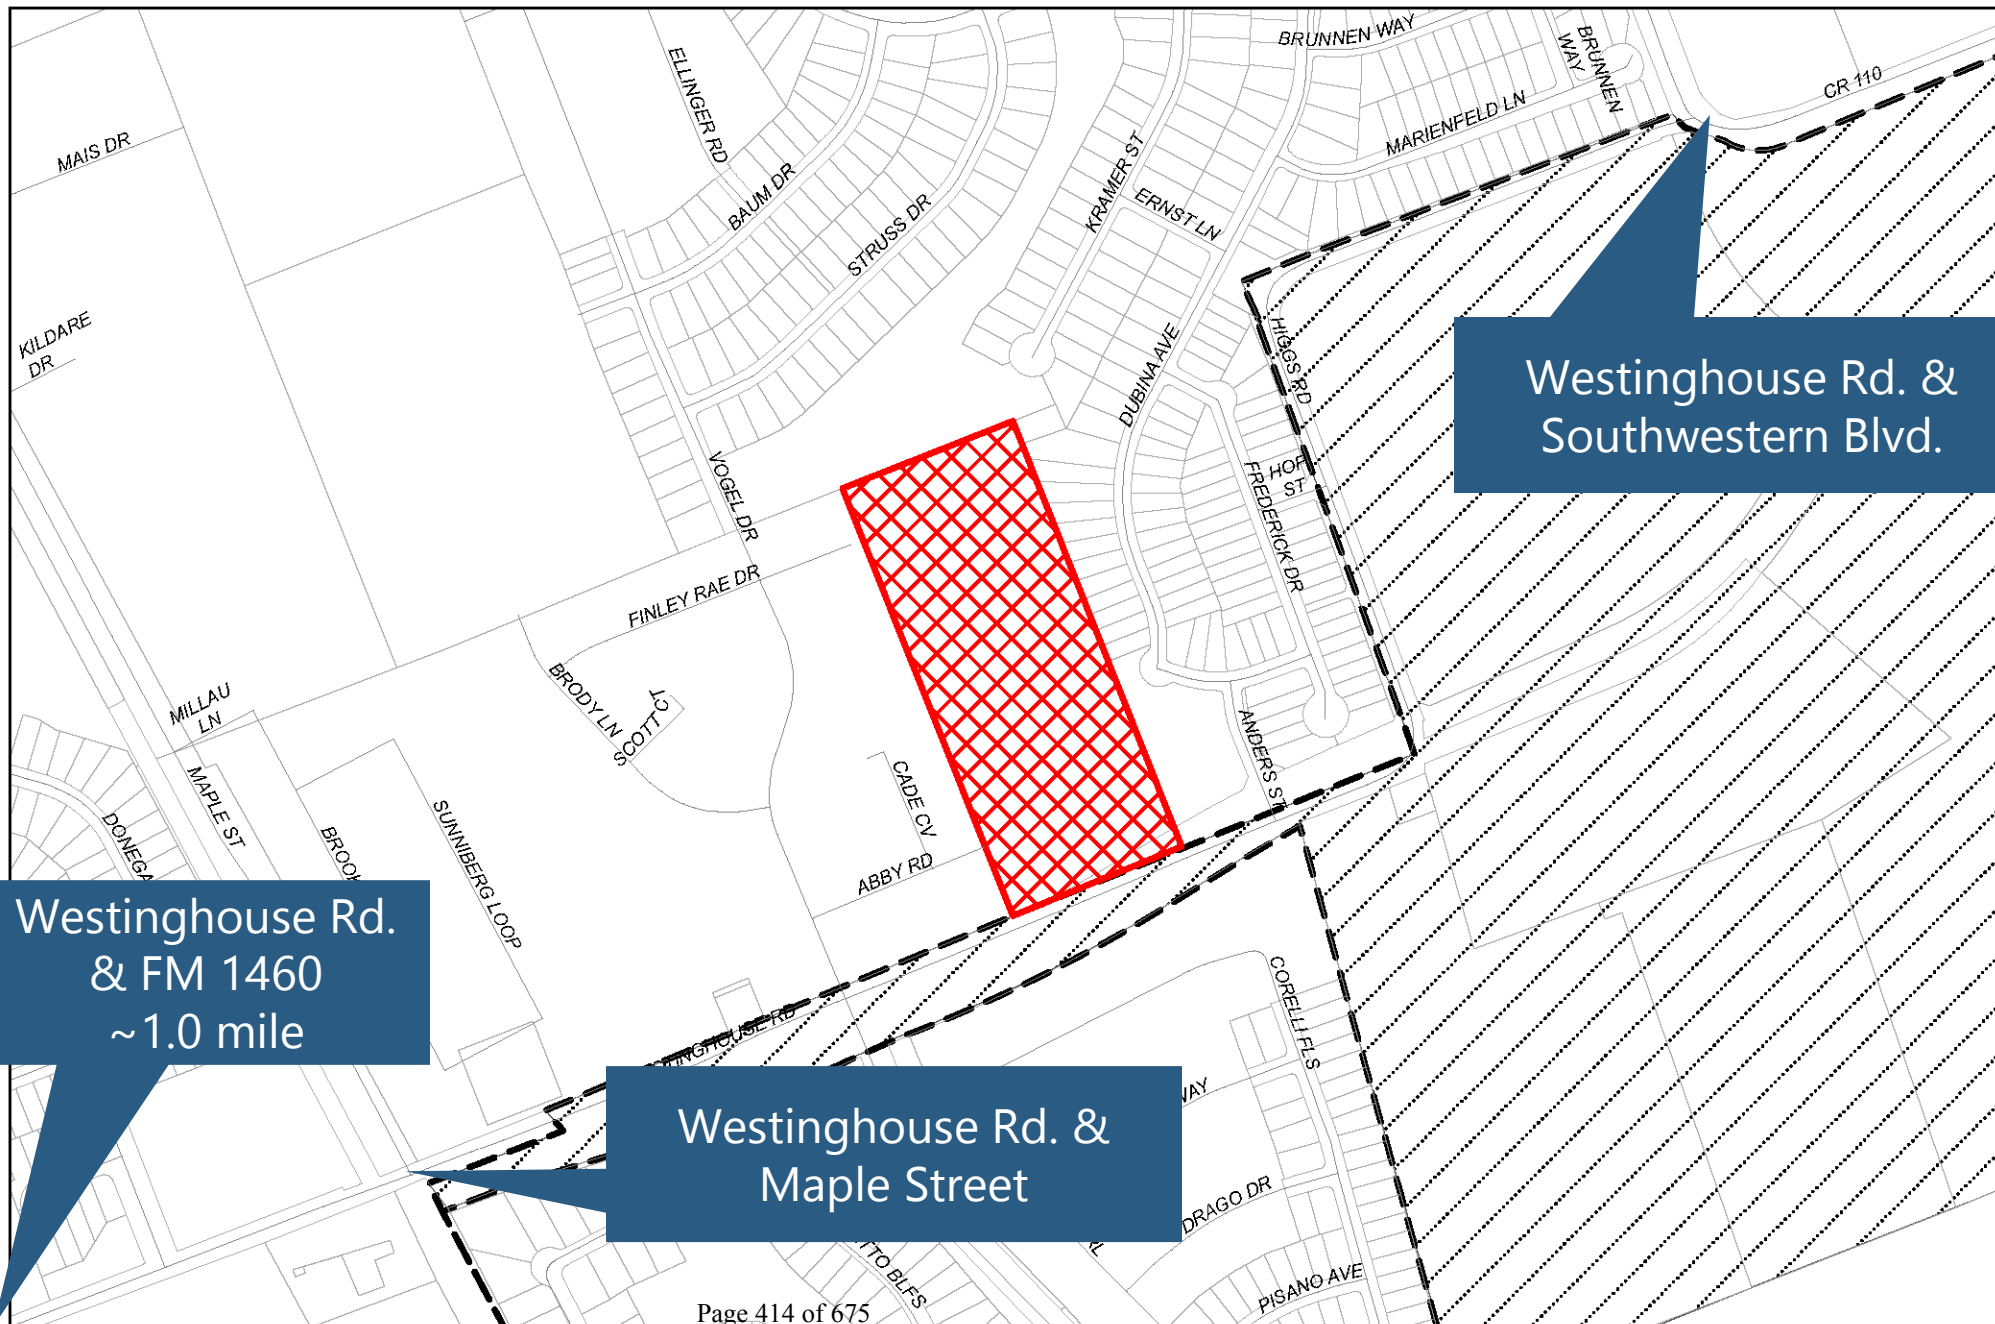 BRUNNEN WAY
BRUNNEN
WAY
CR 110
ELLINGER RD
MAIS DR
MARIENFELD LN
KRAMER ST
BAUM DR
ERNST LN
STRUSS DR
KILDARE
DR
HIGGS RD
DUBINA AVE
Westinghouse Rd. &
Southwestern Blvd.
VOGEL DR
FREDERICK DR
FINLEY RAE DR
BRODY LN
SCOTT CT
MILLAU
LN
ANDERS ST
MAPLE ST
CADE CV
SUNNIBERG LOOP
ABBY RD
Westinghouse Rd.
& FM 1460
~1.0 mile
CORELLI FLS
Westinghouse Rd. &
Maple Street
WAY
DRAGO DR
PISANO AVE
BLFS
Page 414 of 675